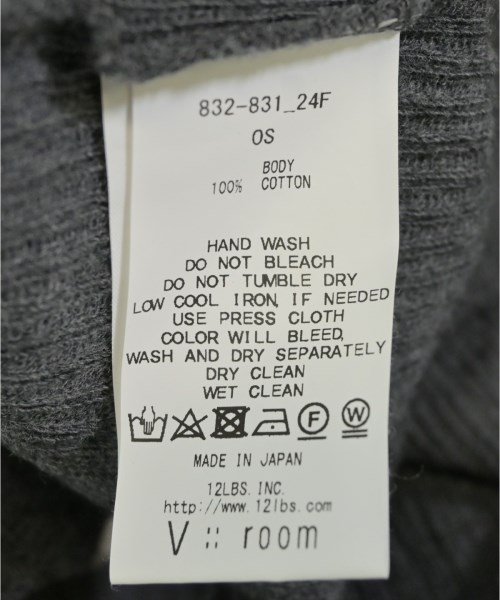 832-831_24F
OS
BODY
100% COTTON
HAND WASH
DO NOT BLEACH
DO NOT TUMBLE DRY
LOW COOL IRON, IF NEEDED
USE PRESS CLOTH
COLOR WILL BLEED,
WASH AND DRY SEPARATELY
DRY CLEAN
WET CLEAN
F W
MADE IN JAPAN
12LBS. INC.
http://www.12lbs.com
V :: room